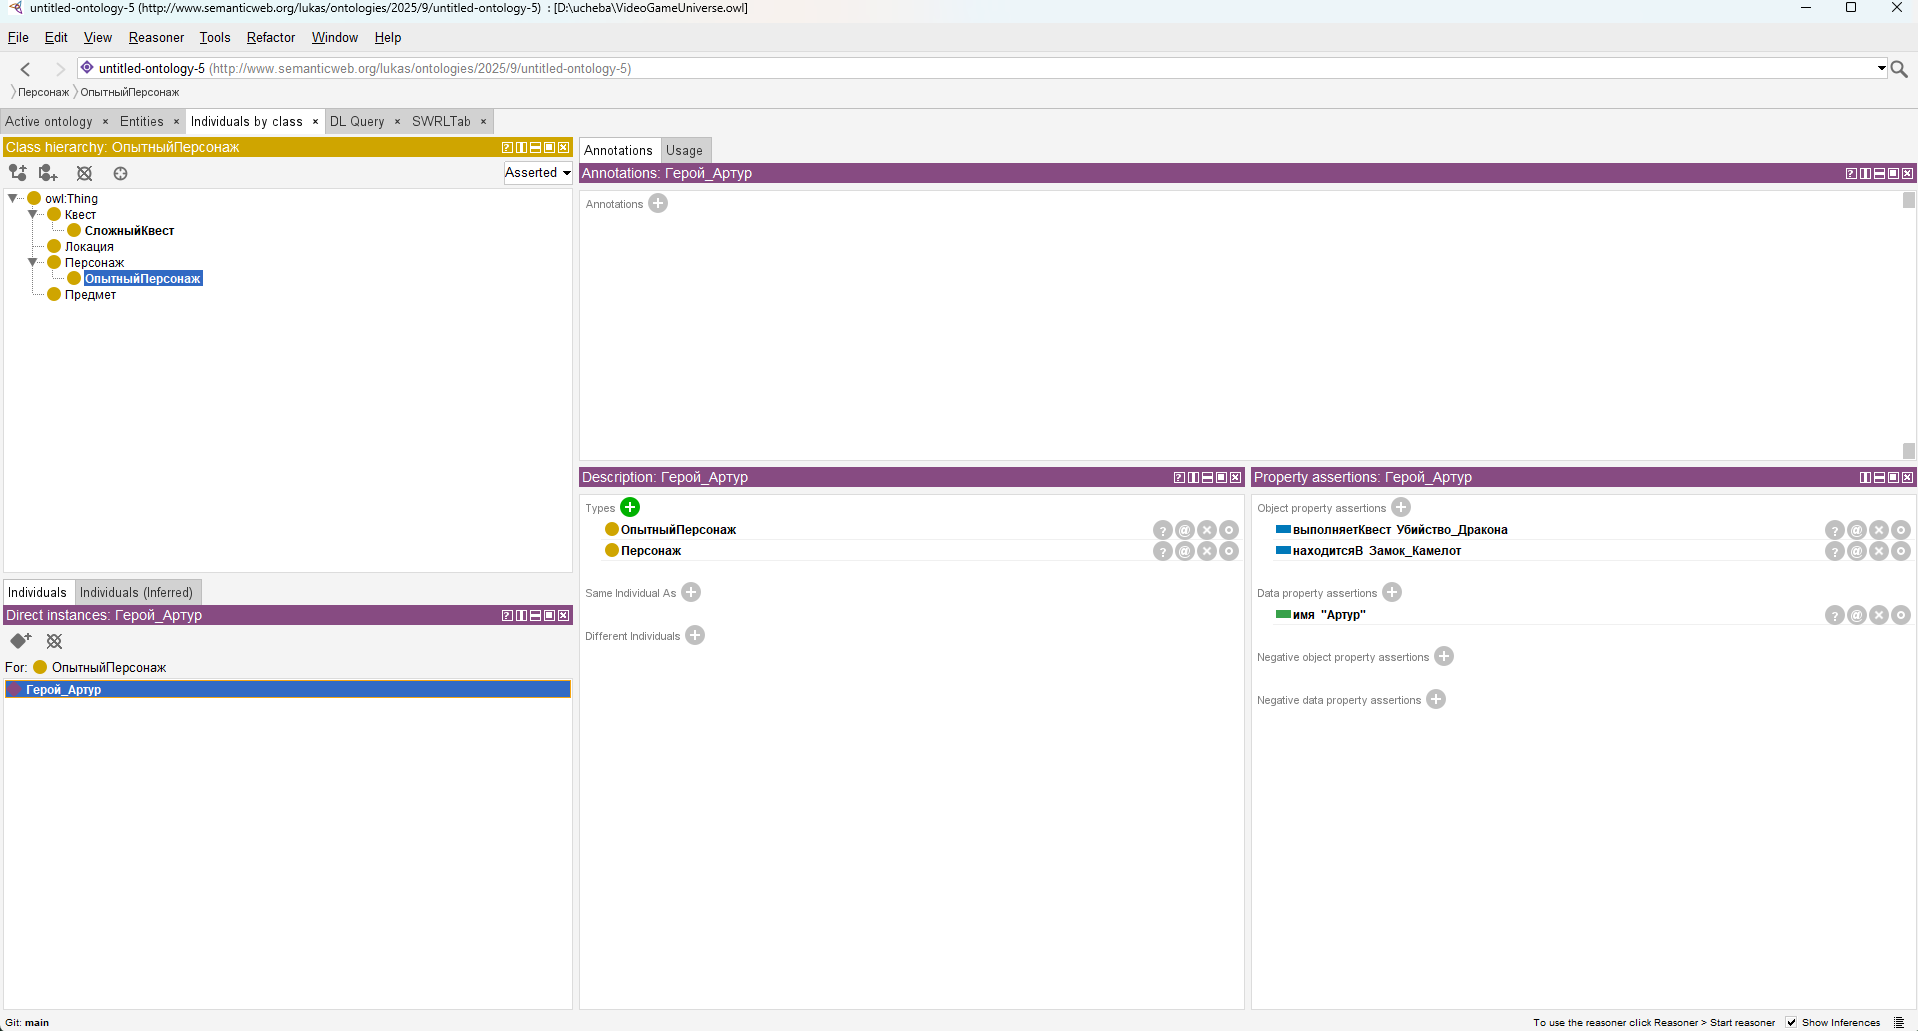 untitled-ontology-5 (http://www.semanticweb.org/lukas/ontologies/2025/9/untitled-ontology-5) : [D:\ucheba\VideoGameUniverse.owl]
File Edit View Reasoner Tools Refactor Window Help
untitled-ontology-5 (http://www.semanticweb.org/lukas/ontologies/2025/9/untitled-ontology-5)
Персонаж ОпытныйПерсонаж
Active ontology × Entities × Individuals by class × DL Query × SWRLTab ×
Class hierarchy: ОпытныйПерсонаж
Asserted
owl:Thing
Квест
СложныйКвест
Локация
Персонаж
ОпытныйПерсонаж
Предмет
Individuals Individuals (Inferred)
Direct instances: Герой_Артур
For: ОпытныйПерсонаж
Герой_Артур
Annotations Usage
Annotations: Герой_Артур
Annotations
Description: Герой_Артур
Types
ОпытныйПерсонаж
Персонаж
Same Individual As
Different Individuals
Property assertions: Герой_Артур
Object property assertions
выполняетКвест Убийство_Дракона
находитсяВ Замок_Камелот
Data property assertions
имя "Артур"
Negative object property assertions
Negative data property assertions
Git: main
To use the reasoner click Reasoner > Start reasoner Show Inferences